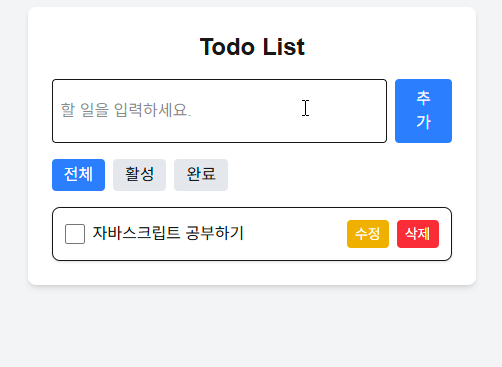 Todo List
할 일을 입력하세요.
추
가
전체 활성 완료
자바스크립트 공부하기 수정 삭제